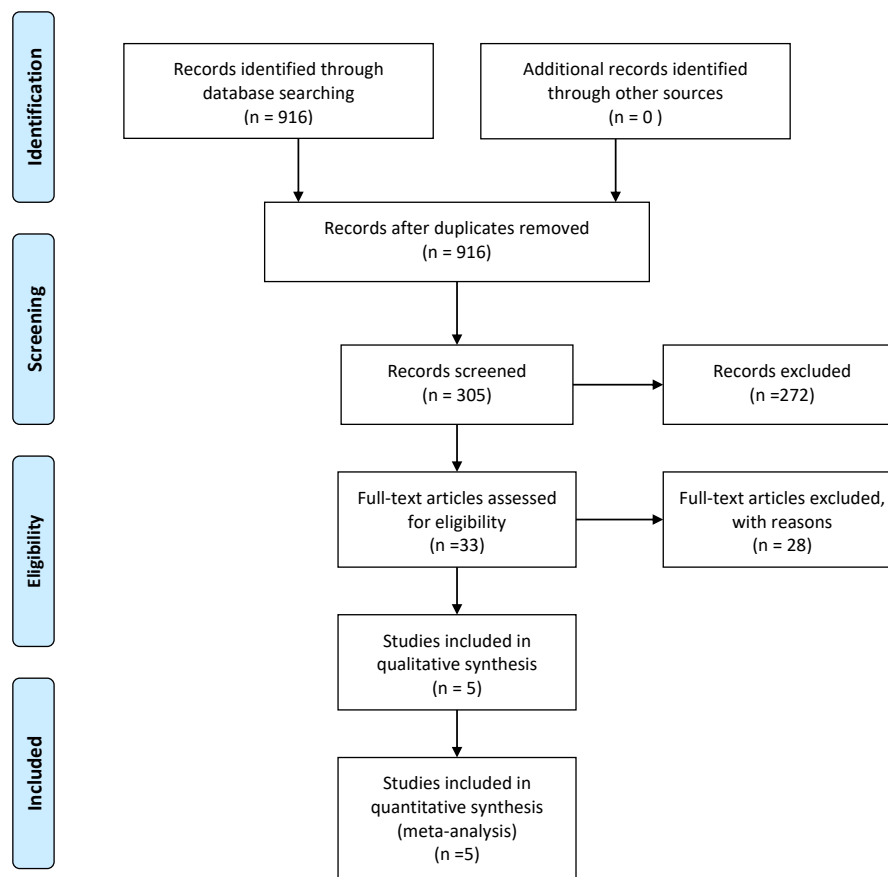 Identification
Records identified through
database searching
(n = 916)
Additional records identified
through other sources
(n = 0 )
Records after duplicates removed
(n = 916)
Screening
Records screened
(n = 305)
Records excluded
(n =272)
Eligibility
Full-text articles assessed
for eligibility
(n =33)
Full-text articles excluded,
with reasons
(n = 28)
Studies included in
qualitative synthesis
(n = 5)
Included
Studies included in
quantitative synthesis
(meta-analysis)
(n =5)